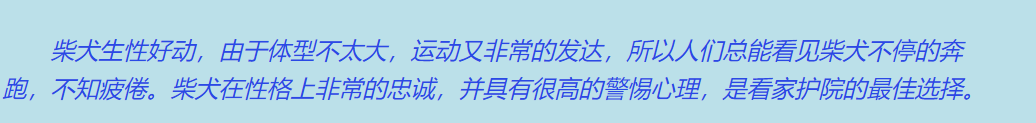 柴犬生性好动，由于体型不太大，运动又非常的发达，所以人们总能看见柴犬不停的奔
跑，不知疲倦。柴犬在性格上非常的忠诚，并具有很高的警惕心理，是看家护院的最佳选择。